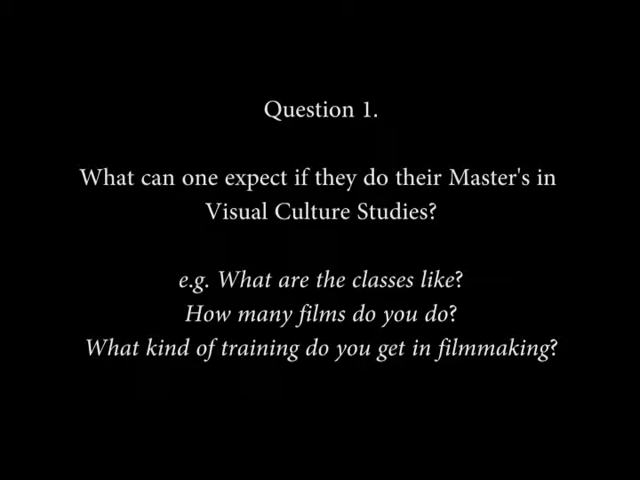 Question 1.
What can one expect if they do their Master's in
Visual Culture Studies?
e.g. What are the classes like?
How many films do you do?
What kind of training do you get in filmmaking?